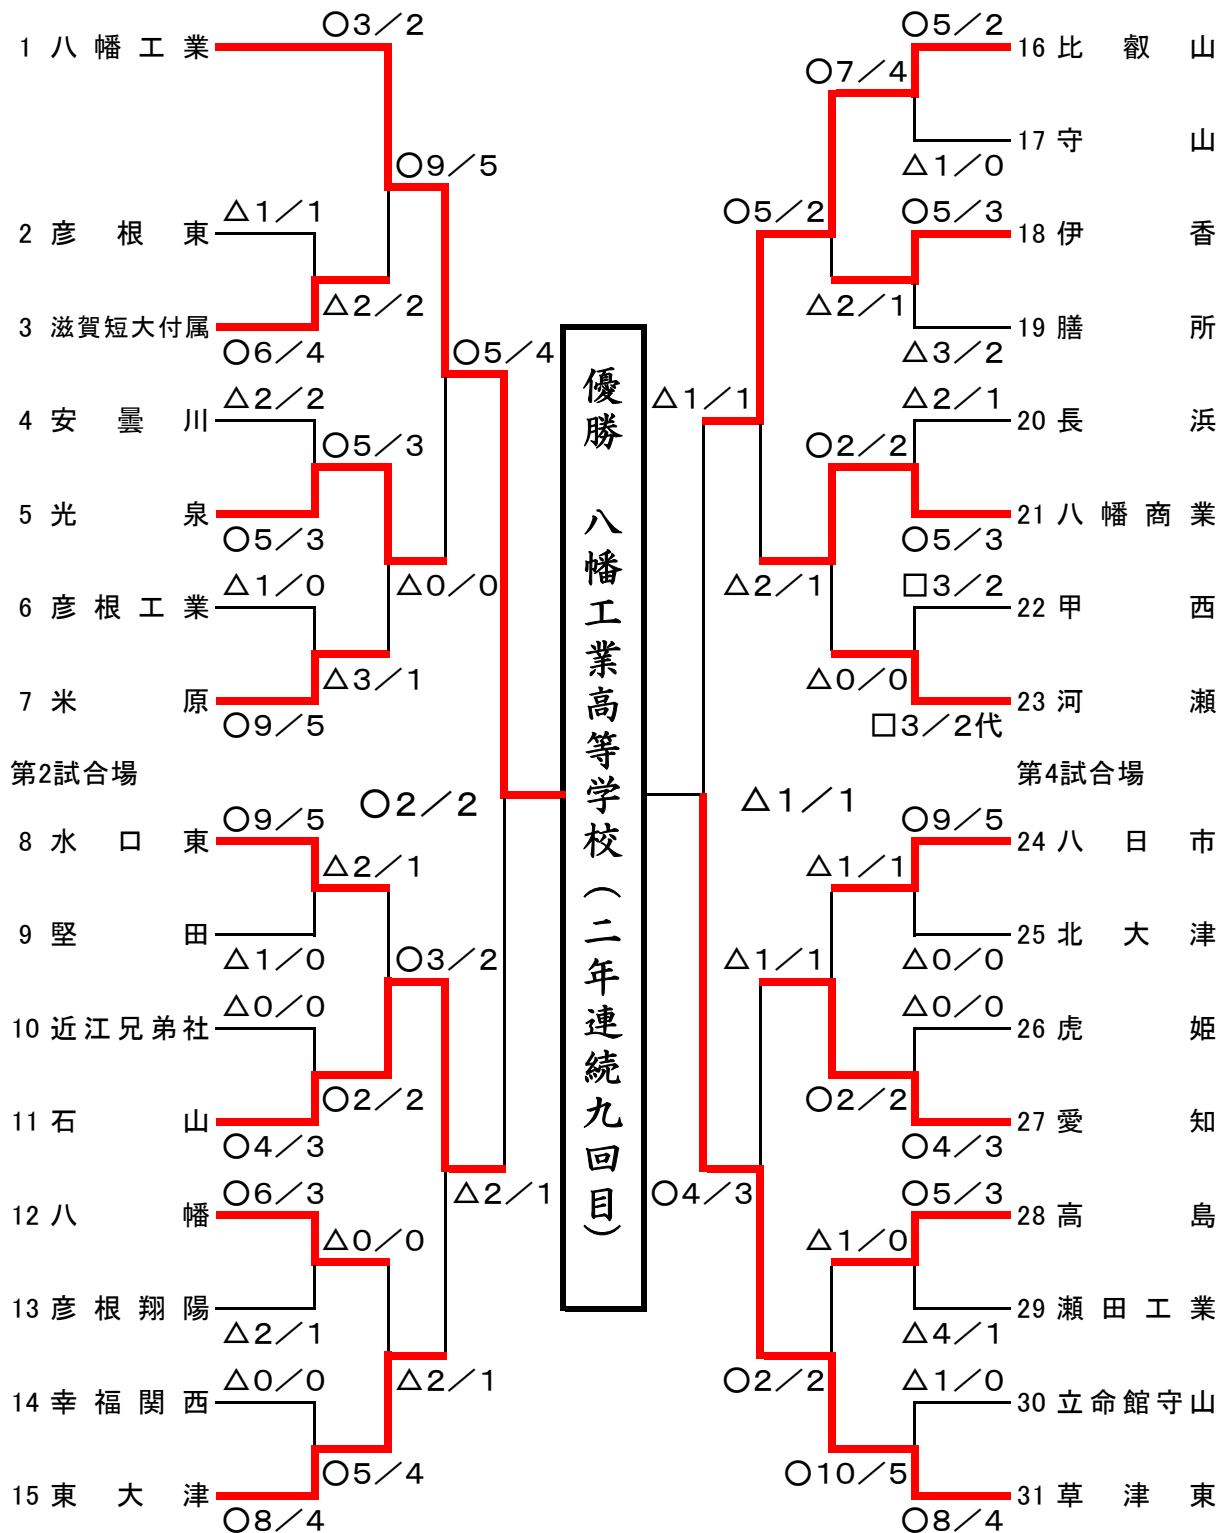 ○3／2
1 八幡工業
○9／5
△1／1
2 彦根東
△2／2
3 滋賀短大付属
○6／4
○5／4
△2／2
4 安曇川
○5／3
5 光泉
○5／3
△1／0
△0／0
6 彦根工業
△3／1
7 米原
○9／5
第2試合場
○2／2
○9／5
8 水口東
△2／1
9 堅田
△1／0
○3／2
△0／0
10 近江兄弟社
○2／2
11 石山
○4／3
○6／3
△2／1
12 八幡
△0／0
13 彦根翔陽
△2／1
△0／0
△2／1
14 幸福関西
○5／4
15 東大津
○8／4
優勝 八幡工業高等学校（二年連続九回目）
○5／2
16 比叡山
○7／4
17 守山
△1／0
○5／2
○5／3
18 伊香
△2／1
19 膳所
△3／2
△1／1
△2／1
20 長浜
○2／2
21 八幡商業
○5／3
△2／1
□3／2
22 甲西
△0／0
23 河瀬
□3／2代
第4試合場
△1／1
○9／5
24 八日市
△1／1
25 北大津
△0／0
△1／1
△0／0
26 虎姫
○2／2
27 愛知
○4／3
○4／3
○5／3
28 高島
△1／0
29 瀬田工業
△4／1
○2／2
△1／0
30 立命館守山
○10／5
31 草津東
○8／4